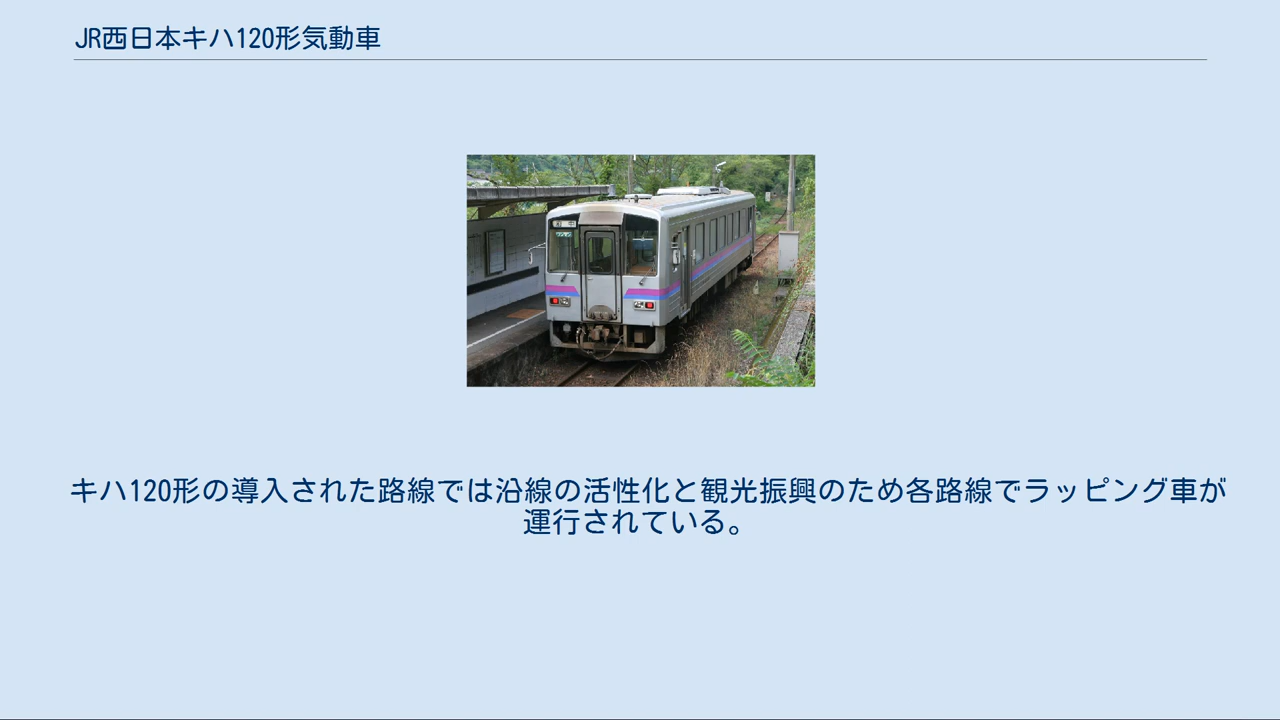 JR西日本キハ120形気動車
キハ120形の導入された路線では沿線の活性化と観光振興のため各路線でラッピング車が
運行されている。